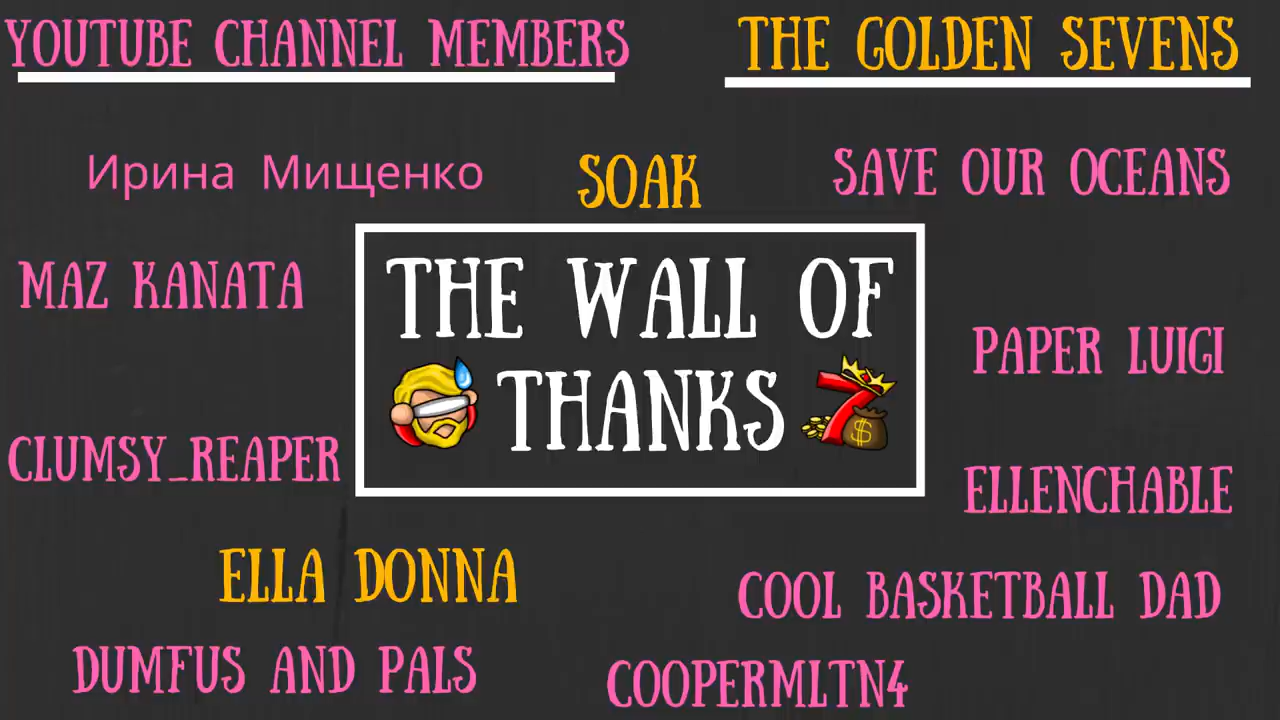 YOUTUBE CHANNEL MEMBERS
THE GOLDEN SEVENS
Ирина Мищенко
SOAK
SAVE OUR OCEANS
MAZ KANATA
THE WALL OF
THANKS
7
$
PAPER LUIGI
CLUMSY_REAPER
ELLENCHABLE
ELLA DONNA
COOL BASKETBALL DAD
DUMFUS AND PALS
COOPERMLTN4